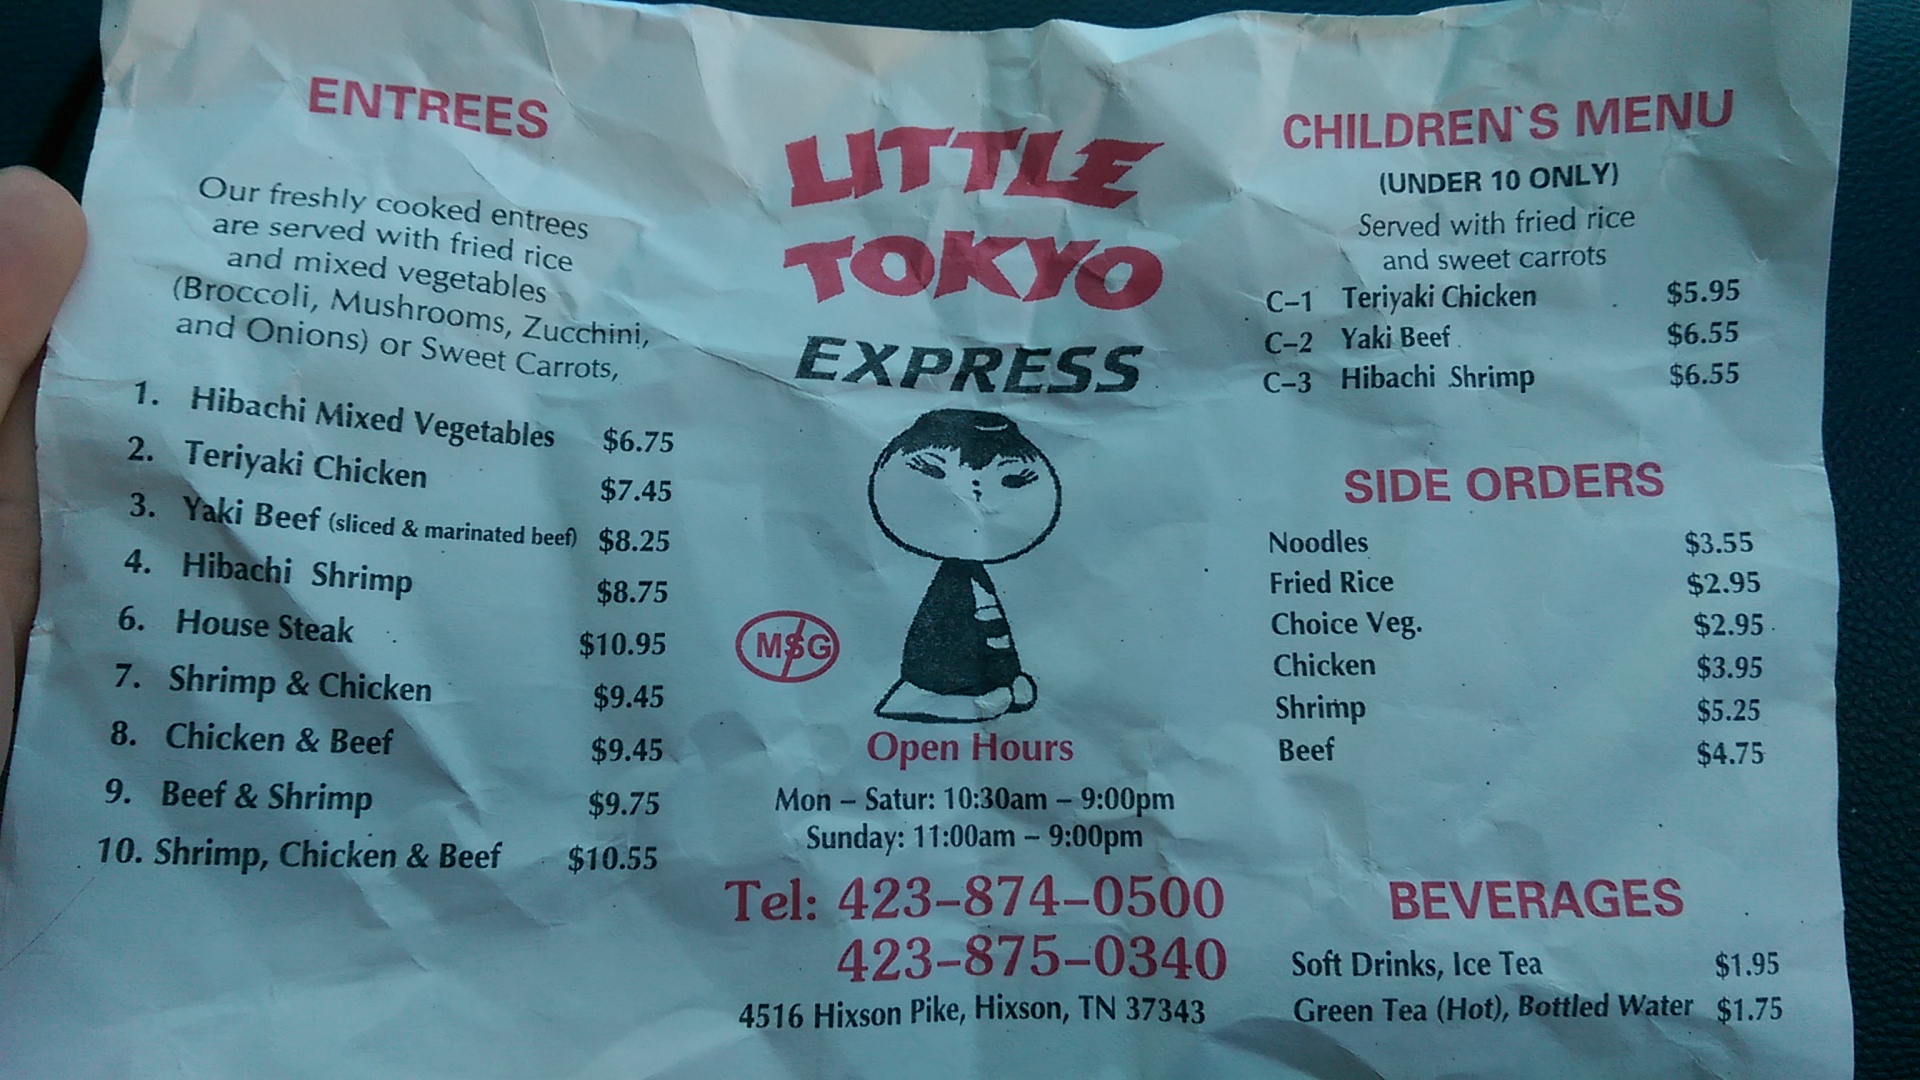 ENTREES
Our freshly cooked entrees
are served with fried rice
and mixed vegetables
(Broccoli, Mushrooms, Zucchini,
and Onions) or Sweet Carrots,
1. Hibachi Mixed Vegetables $6.75
2. Teriyaki Chicken $7.45
3. Yaki Beef (sliced & marinated beef) $8.25
4. Hibachi Shrimp $8.75
6. House Steak $10.95
7. Shrimp & Chicken $9.45
8. Chicken & Beef $9.45
9. Beef & Shrimp $9.75
10. Shrimp, Chicken & Beef $10.55
LITTLE
TOKYO
EXPRESS
MSG
Open Hours
Mon – Satur: 10:30am – 9:00pm
Sunday: 11:00am – 9:00pm
Tel: 423-874-0500
423-875-0340
4516 Hixson Pike, Hixson, TN 37343
CHILDREN`S MENU
(UNDER 10 ONLY)
Served with fried rice
and sweet carrots
C-1 Teriyaki Chicken $5.95
C-2 Yaki Beef $6.55
C-3 Hibachi Shrimp $6.55
SIDE ORDERS
Noodles $3.55
Fried Rice $2.95
Choice Veg. $2.95
Chicken $3.95
Shrimp $5.25
Beef $4.75
BEVERAGES
Soft Drinks, Ice Tea $1.95
Green Tea (Hot), Bottled Water $1.75